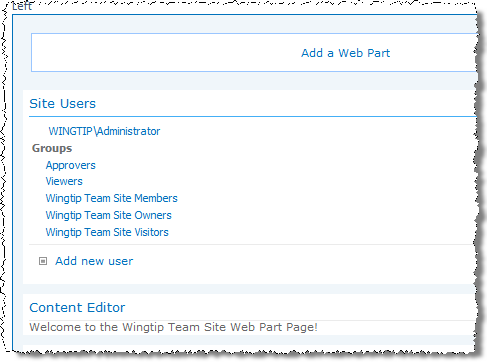 Left
Add a Web Part
Site Users
WINGTIP\Administrator
Groups
Approvers
Viewers
Wingtip Team Site Members
Wingtip Team Site Owners
Wingtip Team Site Visitors
Add new user
Content Editor
Welcome to the Wingtip Team Site Web Part Page!